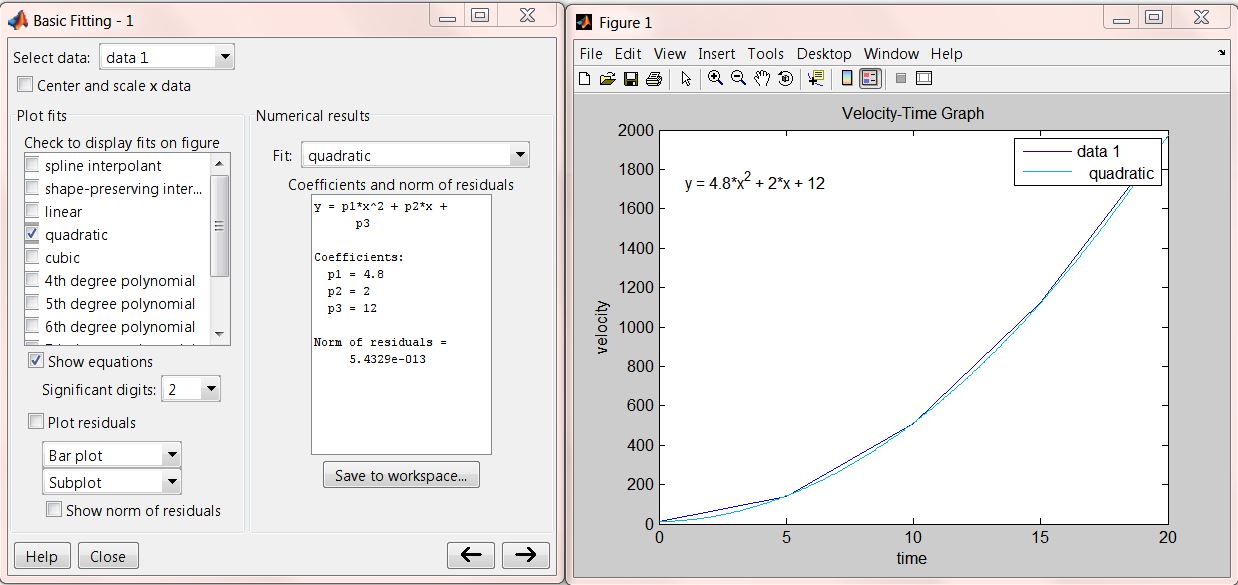 Basic Fitting - 1
Select data: data 1
Center and scale x data
Plot fits
Check to display fits on figure
spline interpolant
shape-preserving inter...
linear
quadratic
cubic
4th degree polynomial
5th degree polynomial
6th degree polynomial
Show equations
Significant digits: 2
Plot residuals
Bar plot
Subplot
Show norm of residuals
Help
Close
Numerical results
Fit: quadratic
Coefficients and norm of residuals
y = p1*x^2 + p2*x +
p3
Coefficients:
p1 = 4.8
p2 = 2
p3 = 12
Norm of residuals =
5.4329e-013
Save to workspace...
Figure 1
File Edit View Insert Tools Desktop Window Help
Velocity-Time Graph
data 1
quadratic
y = 4.8*x² + 2*x + 12
2000
1800
1600
1400
1200
1000
800
600
400
200
0
velocity
0 5 10 15 20
time